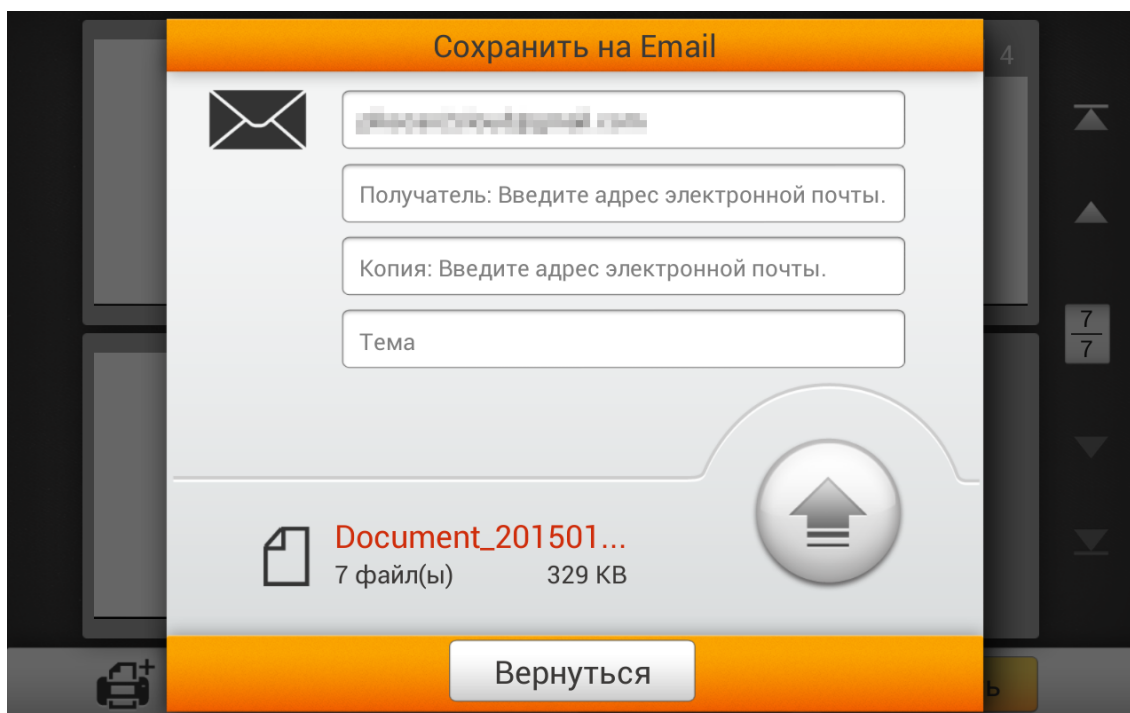 Сохранить на Email
4
Получатель: Введите адрес электронной почты.
Копия: Введите адрес электронной почты.
Тема
7
7
Document_201501...
7 файл(ы) 329 KB
Вернуться
ь